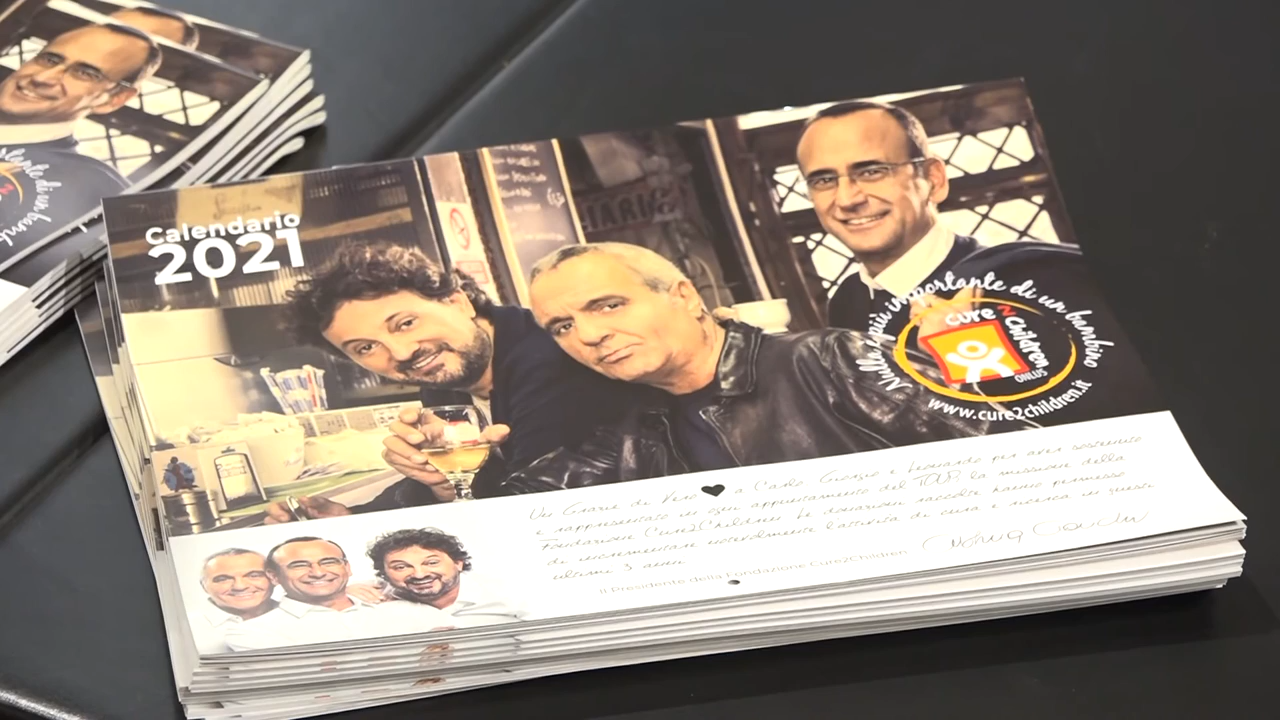 Calendario
2021
Nulla è più importante di un bambino
cure2children
ONLUS
www.cure2children.it
Un Grazie di Vero ♥ a Carlo Giorgio e Leonardo per aver sostenuto
e rappresentato in ogni appuntamento del TOUR la missione della
Fondazione Cure2Children. Le donazioni raccolte hanno permesso
di incrementare notevolmente l'attività di cura e ricerca in questi
ultimi 3 anni
Il Presidente della Fondazione Cure2Children